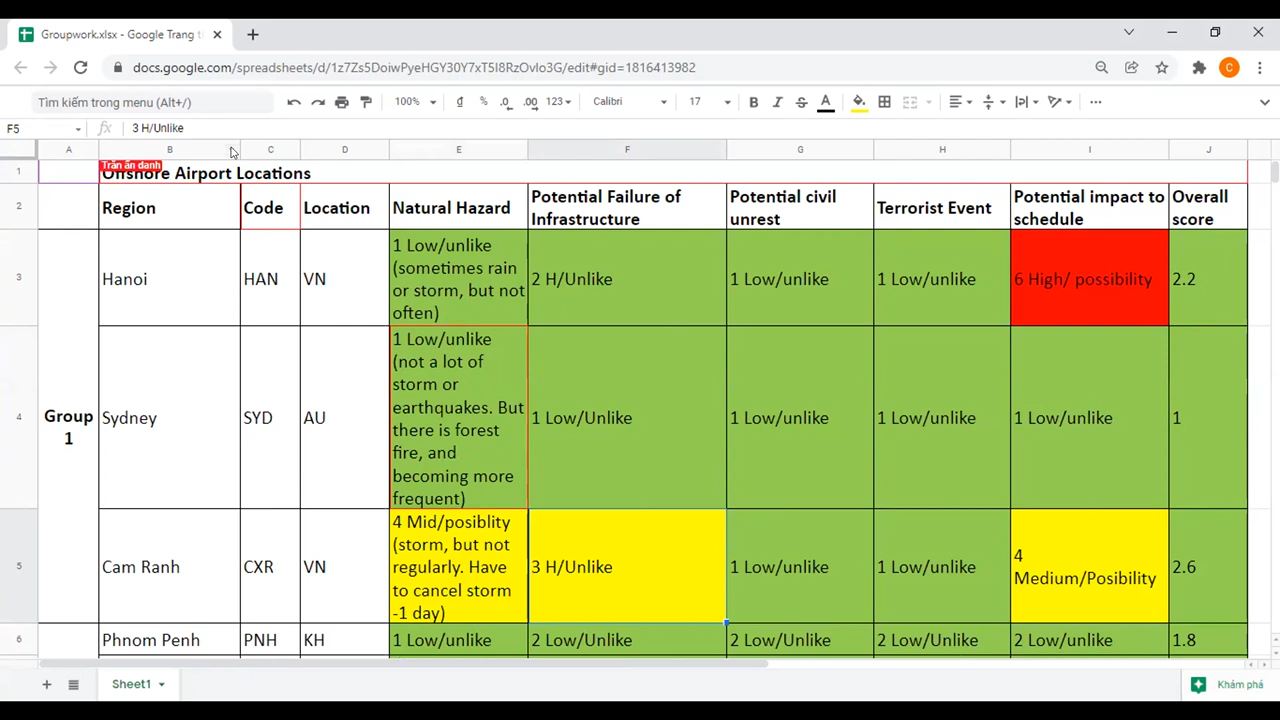 Groupwork.xlsx - Google Trang t
docs.google.com/spreadsheets/d/1z7Zs5DoiwPyeHGY30Y7xT5I8RzOvlo3G/edit#gid=1816413982
C
Tìm kiếm trong menu (Alt+/)
100%
đ
%
.0
.00
123
Calibri
17
B
I
S
A
F5
fx
3 H/Unlike
A B C D E F G H I J
Trăn ẩn danh
1 Offshore Airport Locations
2 Region Code Location Natural Hazard Potential Failure of Infrastructure Potential civil unrest Terrorist Event Potential impact to schedule Overall score
Group 1
3 Hanoi HAN VN 1 Low/unlike (sometimes rain or storm, but not often) 2 H/Unlike 1 Low/unlike 1 Low/unlike 6 High/ possibility 2.2
4 Sydney SYD AU 1 Low/unlike (not a lot of storm or earthquakes. But there is forest fire, and becoming more frequent) 1 Low/Unlike 1 Low/unlike 1 Low/unlike 1 Low/unlike 1
5 Cam Ranh CXR VN 4 Mid/posiblity (storm, but not regularly. Have to cancel storm -1 day) 3 H/Unlike 1 Low/unlike 1 Low/unlike 4 Medium/Posibility 2.6
6 Phnom Penh PNH KH 1 Low/unlike 2 Low/Unlike 2 Low/Unlike 2 Low/Unlike 2 Low/unlike 1.8
Sheet1
Khám phá